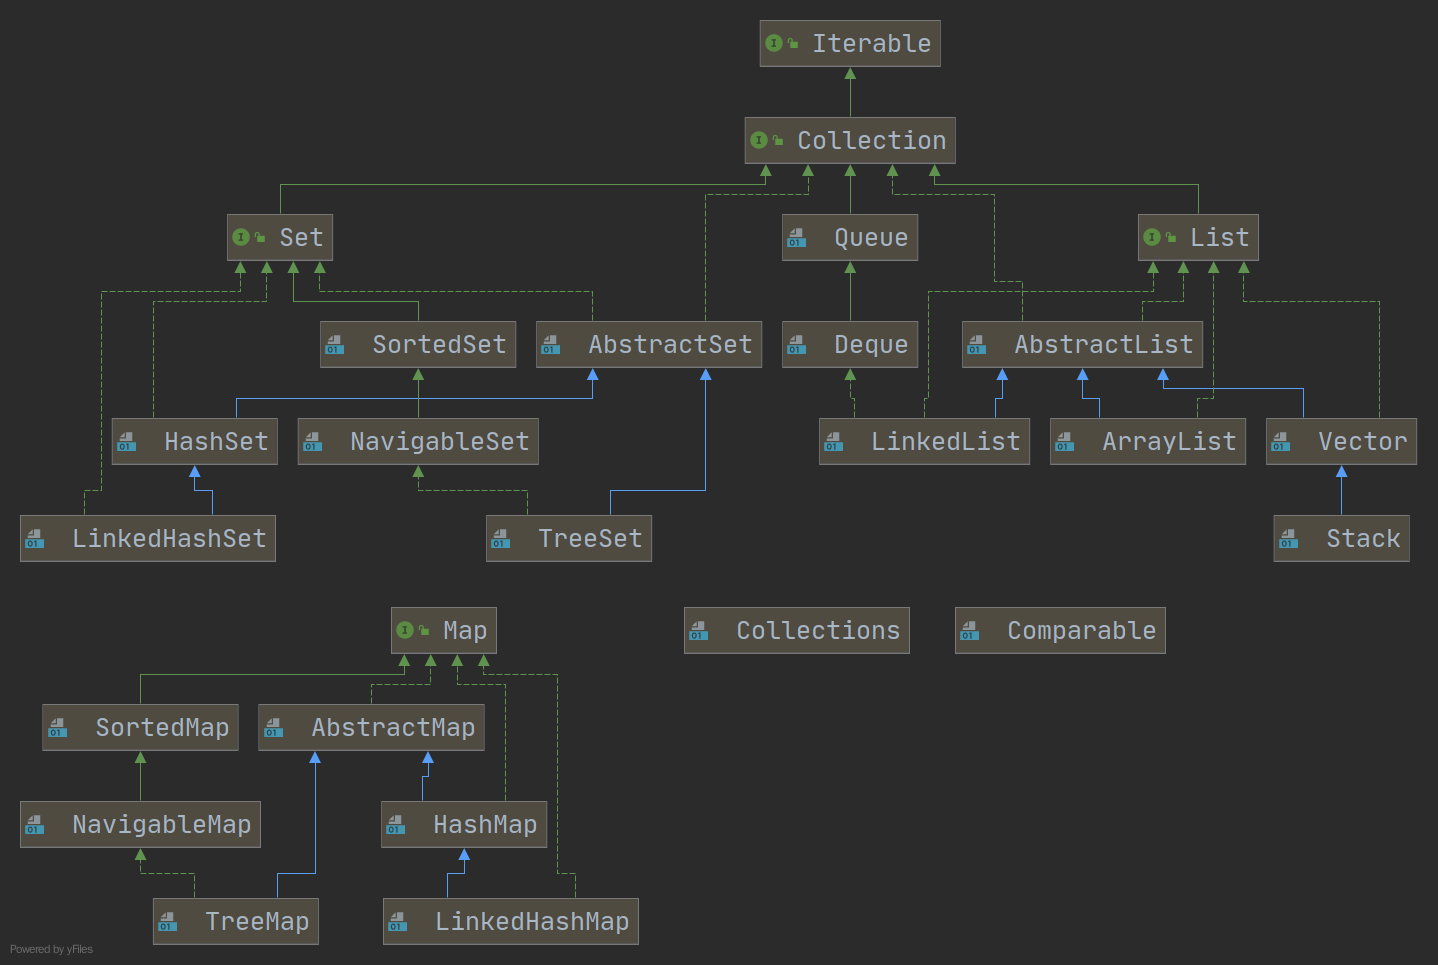 Iterable
Collection
Set
Queue
List
SortedSet
AbstractSet
Deque
AbstractList
HashSet
NavigableSet
LinkedList
ArrayList
Vector
LinkedHashSet
TreeSet
Stack
Map
Collections
Comparable
SortedMap
AbstractMap
NavigableMap
HashMap
TreeMap
LinkedHashMap
Powered by yFiles